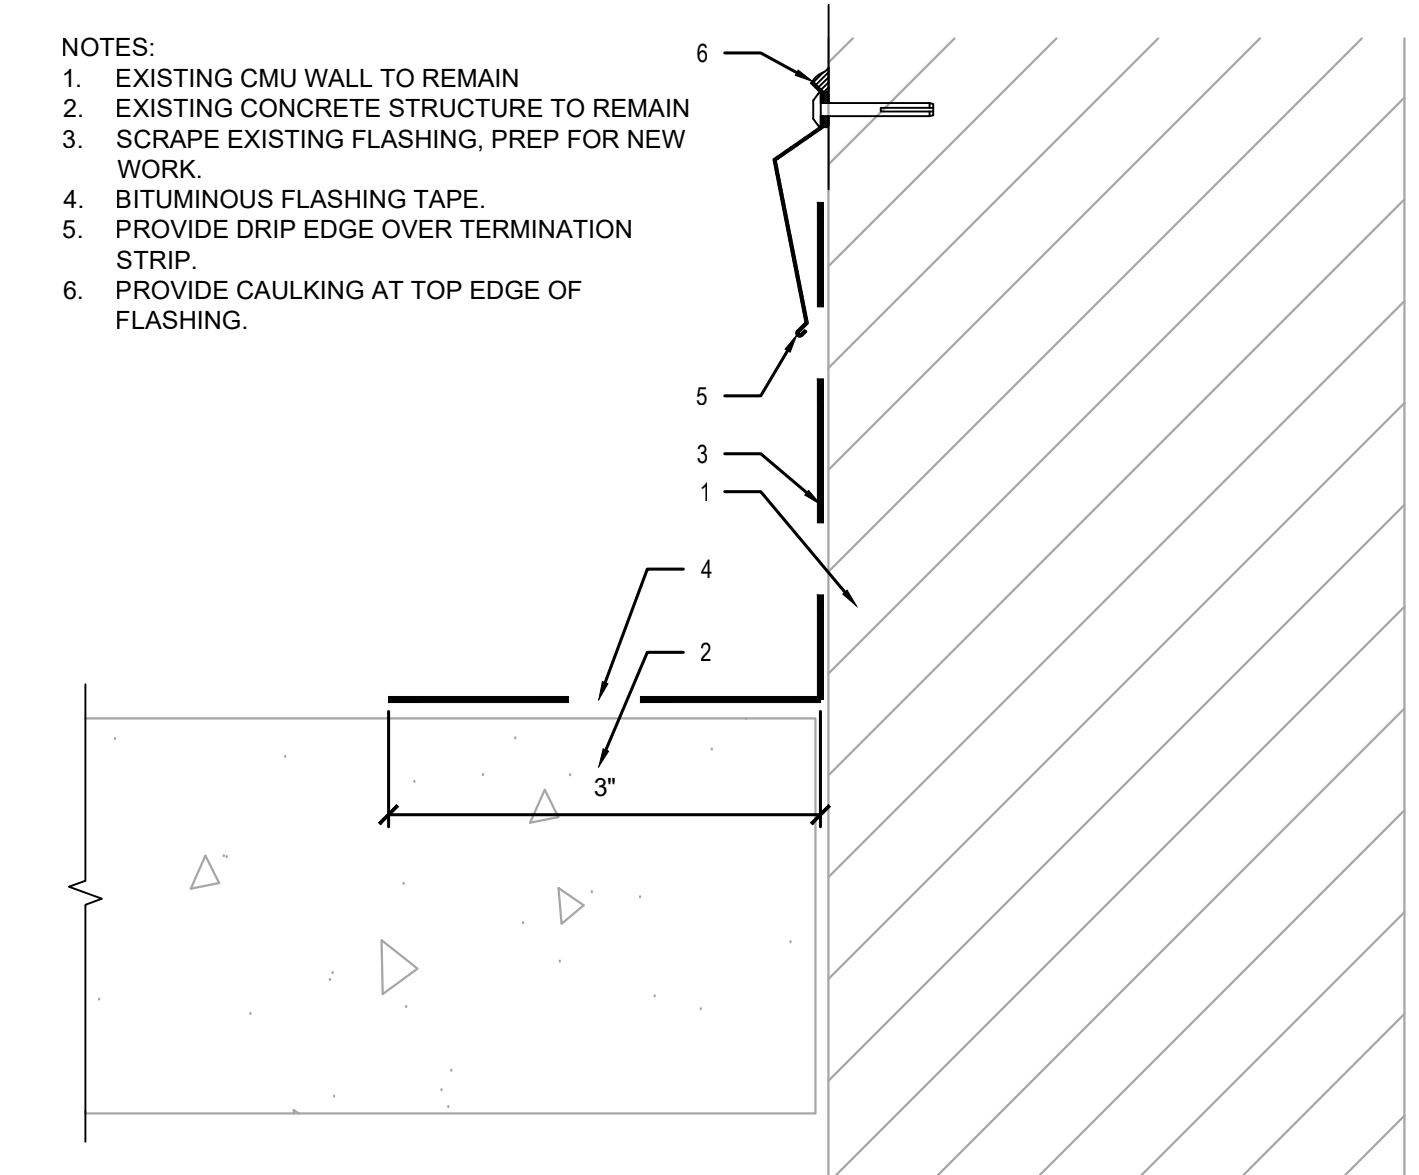 NOTES:
1. EXISTING CMU WALL TO REMAIN
2. EXISTING CONCRETE STRUCTURE TO REMAIN
3. SCRAPE EXISTING FLASHING, PREP FOR NEW
WORK.
4. BITUMINOUS FLASHING TAPE.
5. PROVIDE DRIP EDGE OVER TERMINATION
STRIP.
6. PROVIDE CAULKING AT TOP EDGE OF
FLASHING.
6
5
3
1
4
2
3"